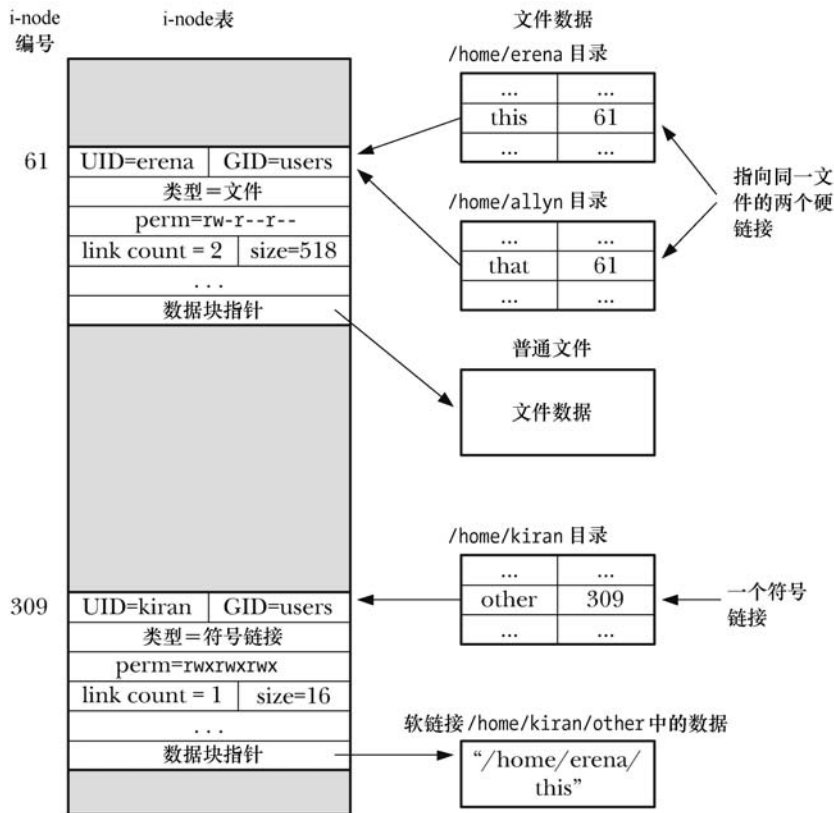 i-node
编号
i-node表
文件数据
/home/erena 目录
... ...
this 61
... ...
61
UID=erena GID=users
类型=文件
perm=rw-r--r--
link count = 2 size=518
...
数据块指针
指向同一文
件的两个硬
链接
/home/allyn 目录
... ...
that 61
... ...
普通文件
文件数据
/home/kiran 目录
... ...
other 309
... ...
一个符号
链接
309
UID=kiran GID=users
类型=符号链接
perm=rwxrwxrwx
link count = 1 size=16
...
数据块指针
软链接 /home/kiran/other 中的数据
“/home/erena/
this”